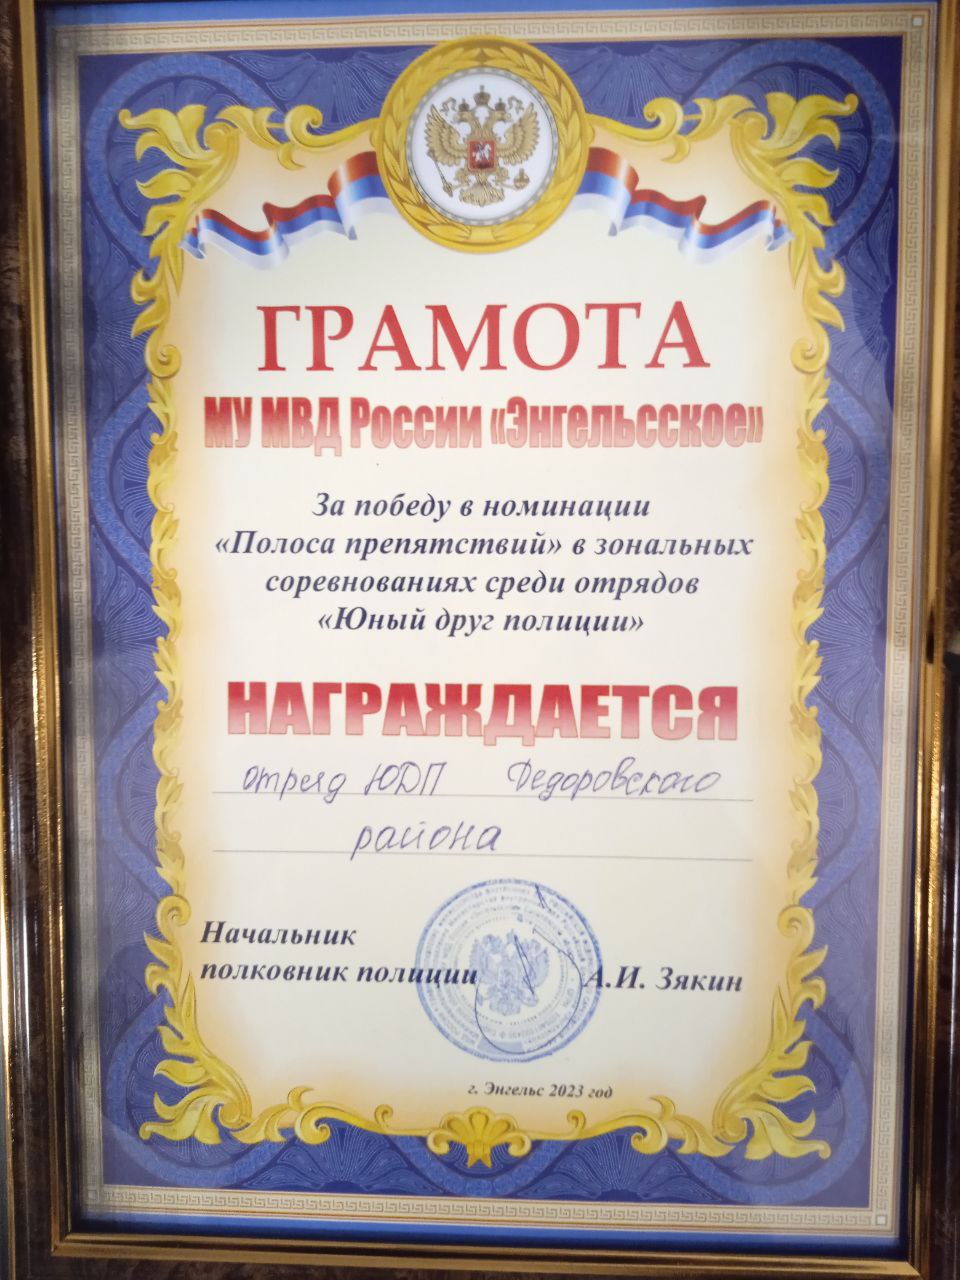 ГРАМОТА
МУ МВД России «Энгельсское»
За победу в номинации
«Полоса препятствий» в зональных
соревнованиях среди отрядов
«Юный друг полиции»
НАГРАЖДАЕТСЯ
отряд ЮДП Федоровского
района
Начальник
полковник полиции А.И. Зякин
г. Энгельс 2023 год